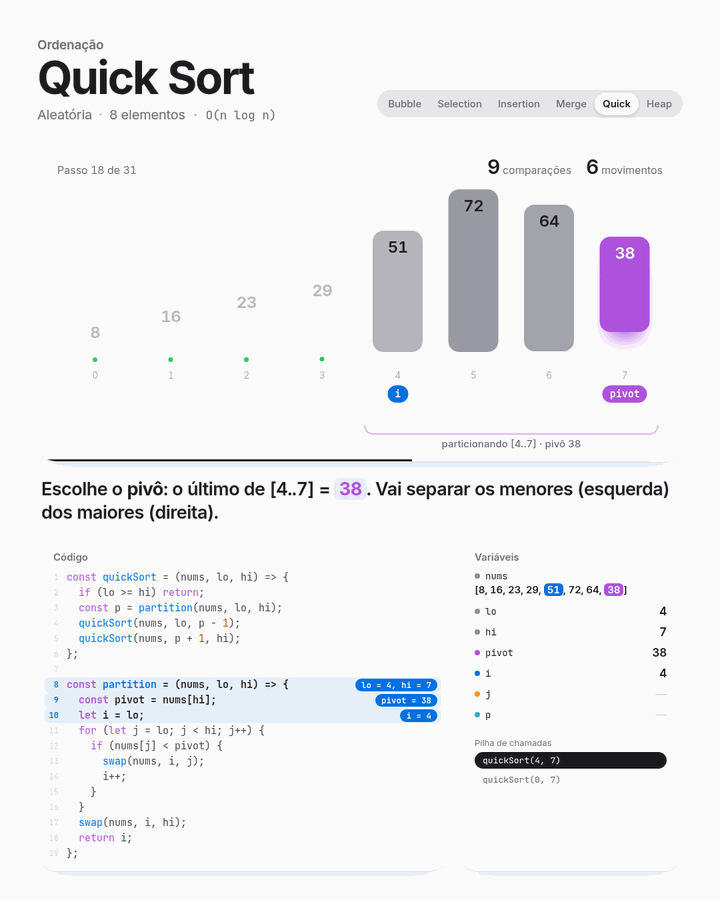 Ordenação
Quick Sort
Aleatória · 8 elementos · O(n log n)
Bubble Selection Insertion Merge Quick Heap
Passo 18 de 31
9 comparações 6 movimentos
8 16 23 29 51 72 64 38
0 1 2 3 4 5 6 7
i pivot
particionando [4..7] · pivô 38
Escolhe o pivô: o último de [4..7] = 38. Vai separar os menores (esquerda)
dos maiores (direita).
Código
1 const quickSort = (nums, lo, hi) => {
2 if (lo >= hi) return;
3 const p = partition(nums, lo, hi);
4 quickSort(nums, lo, p - 1);
5 quickSort(nums, p + 1, hi);
6 };
7
8 const partition = (nums, lo, hi) => { lo = 4, hi = 7
9 const pivot = nums[hi]; pivot = 38
10 let i = lo; i = 4
11 for (let j = lo; j < hi; j++) {
12 if (nums[j] < pivot) {
13 swap(nums, i, j);
14 i++;
15 }
16 }
17 swap(nums, i, hi);
18 return i;
19 };
Variáveis
nums
[8, 16, 23, 29, 51, 72, 64, 38]
lo 4
hi 7
pivot 38
i 4
j —
p —
Pilha de chamadas
quickSort(4, 7)
quickSort(0, 7)